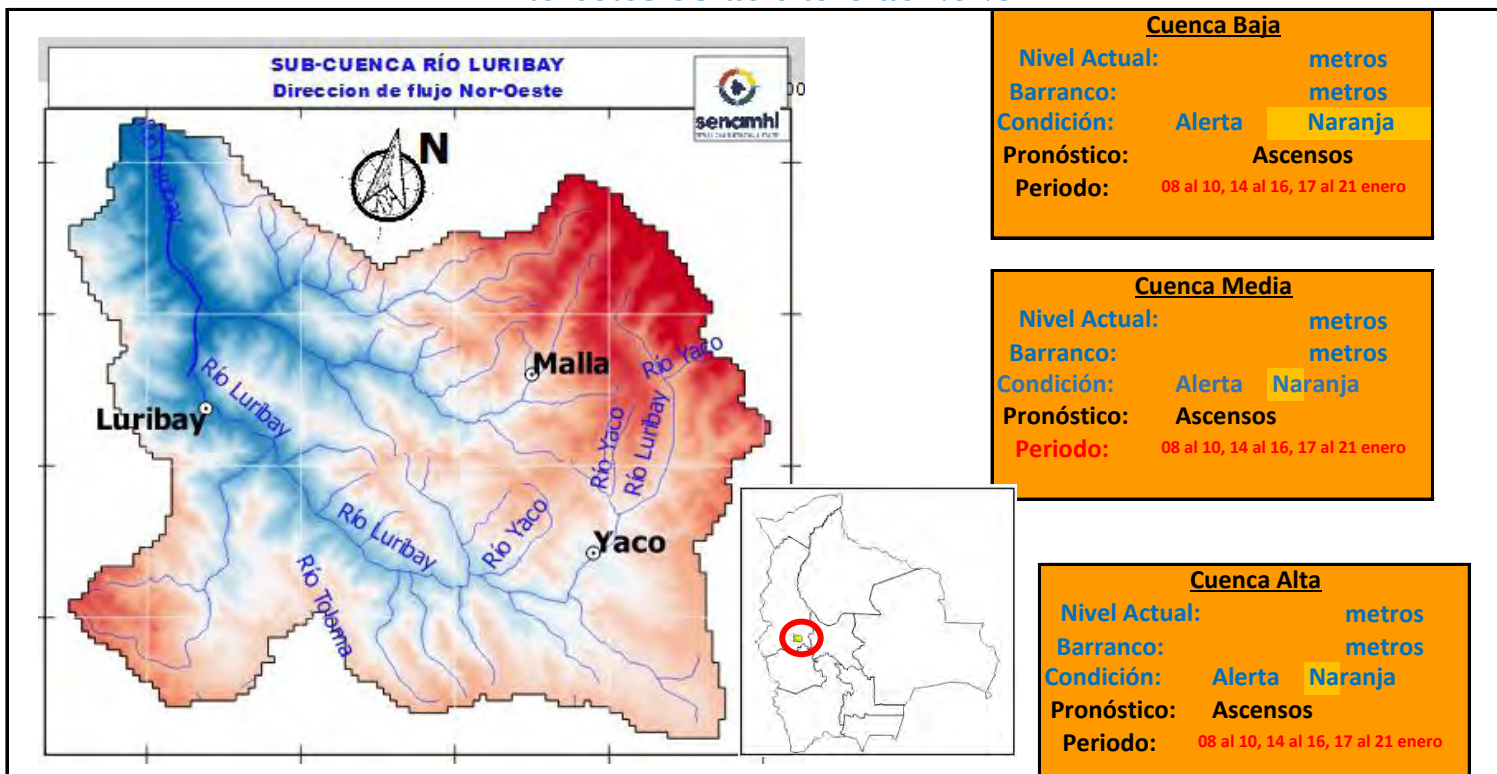 SUB-CUENCA RÍO LURIBAY
Direccion de flujo Nor-Oeste
senamhi
00
N
Luribay
Malla
Río Yaco
Río Luribay
Luribay
Río Yaco
Río Luribay
Río Luribay
Río Yaco
Yaco
Río Tolama
Cuenca Baja
Nivel Actual: metros
Barranco: metros
Condición: Alerta Naranja
Pronóstico: Ascensos
Periodo: 08 al 10, 14 al 16, 17 al 21 enero
Cuenca Media
Nivel Actual: metros
Barranco: metros
Condición: Alerta Naranja
Pronóstico: Ascensos
Periodo: 08 al 10, 14 al 16, 17 al 21 enero
Cuenca Alta
Nivel Actual: metros
Barranco: metros
Condición: Alerta Naranja
Pronóstico: Ascensos
Periodo: 08 al 10, 14 al 16, 17 al 21 enero